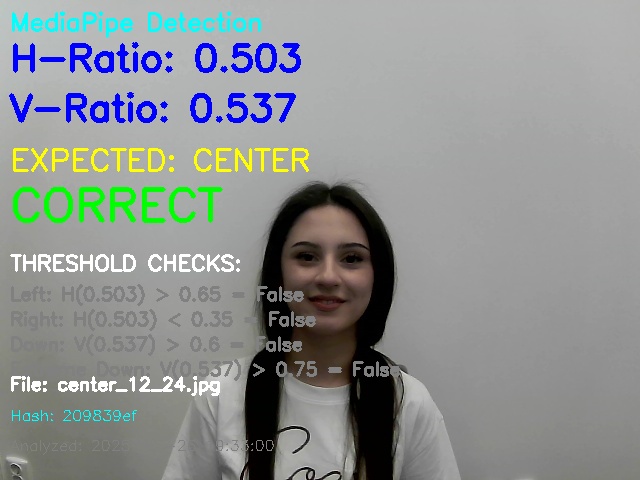 MediaPipe Detection
H-Ratio: 0.503
V-Ratio: 0.537
EXPECTED: CENTER
CORRECT
THRESHOLD CHECKS:
Left: H(0.503) > 0.65 = False
Right: H(0.503) < 0.35 = False
Down: V(0.537) > 0.6 = False
Down: V(0.537) > 0.75 = False
File: center_12_24.jpg
Hash: 209839ef
Analyzed: